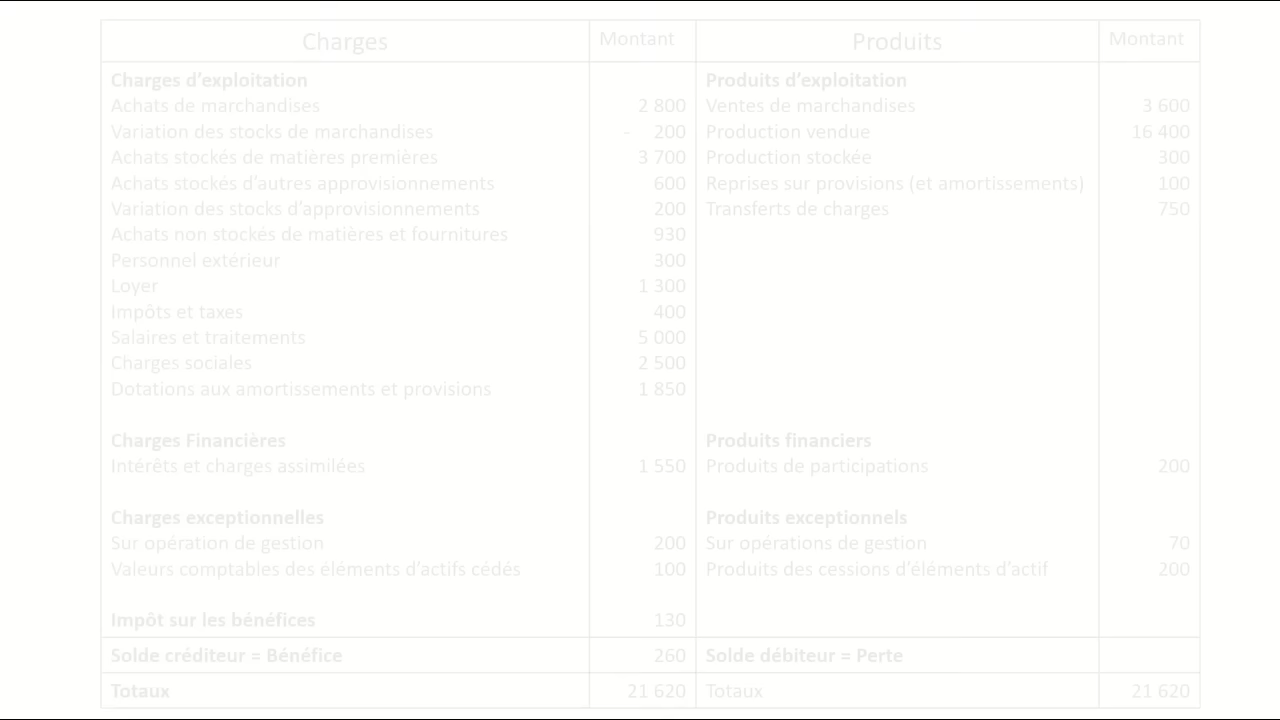 Charges Montant Produits Montant
Charges d’exploitation Produits d’exploitation
Achats de marchandises 2 800 Ventes de marchandises 3 600
Variation des stocks de marchandises - 200 Production vendue 16 400
Achats stockés de matières premières 3 700 Production stockée 300
Achats stockés d’autres approvisionnements 600 Reprises sur provisions (et amortissements) 100
Variation des stocks d’approvisionnements 200 Transferts de charges 750
Achats non stockés de matières et fournitures 930
Personnel extérieur 300
Loyer 1 300
Impôts et taxes 400
Salaires et traitements 5 000
Charges sociales 2 500
Dotations aux amortissements et provisions 1 850
Charges Financières Produits financiers
Intérêts et charges assimilées 1 550 Produits de participations 200
Charges exceptionnelles Produits exceptionnels
Sur opération de gestion 200 Sur opérations de gestion 70
Valeurs comptables des éléments d’actifs cédés 100 Produits des cessions d’éléments d’actif 200
Impôt sur les bénéfices 130
Solde créditeur = Bénéfice 260 Solde débiteur = Perte
Totaux 21 620 Totaux 21 620